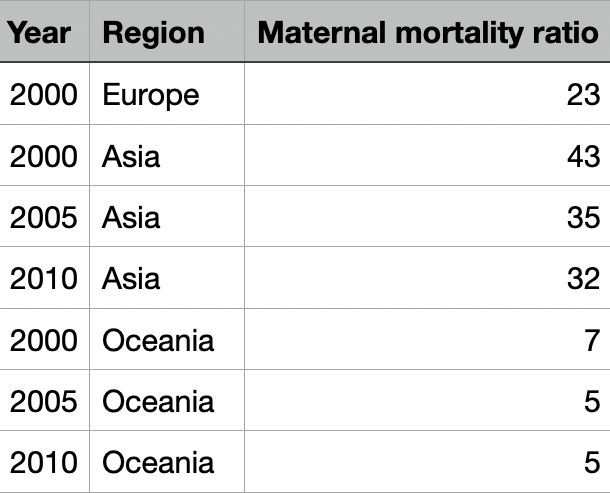 Year Region Maternal mortality ratio
2000 Europe 23
2000 Asia 43
2005 Asia 35
2010 Asia 32
2000 Oceania 7
2005 Oceania 5
2010 Oceania 5